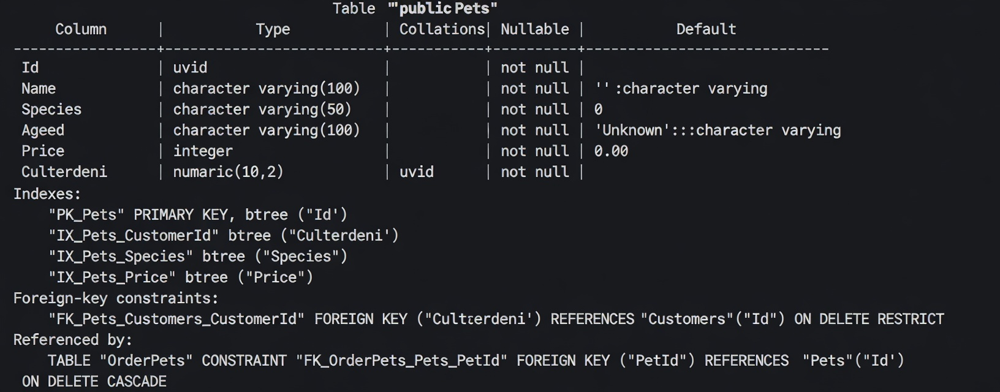 Table "'public Pets"
Column | Type | Collations | Nullable | Default
-----------------+--------------------------+-----------+----------+-----------------------------
Id | uvid | | not null |
Name | character varying(100) | | not null | '' :character varying
Species | character varying(50) | | not null | 0
Ageed | character varying(100) | | not null | 'Unknown':::character varying
Price | integer | | not null | 0.00
Culterdeni | numaric(10,2) | uvid | not null |
Indexes:
"PK_Pets" PRIMARY KEY, btree ("Id')
"IX_Pets_CustomerId" btree ("Culterdeni')
"IX_Pets_Species" btree ("Species")
"IX_Pets_Price" btree ("Price")
Foreign-key constraints:
"FK_Pets_Customers_CustomerId" FOREIGN KEY ("Cultterdeni') REFERENCES "Customers"("Id") ON DELETE RESTRICT
Referenced by:
TABLE "OrderPets" CONSTRAINT "FK_OrderPets_Pets_PetId" FOREIGN KEY ("PetId") REFERENCES "Pets"("Id')
ON DELETE CASCADE